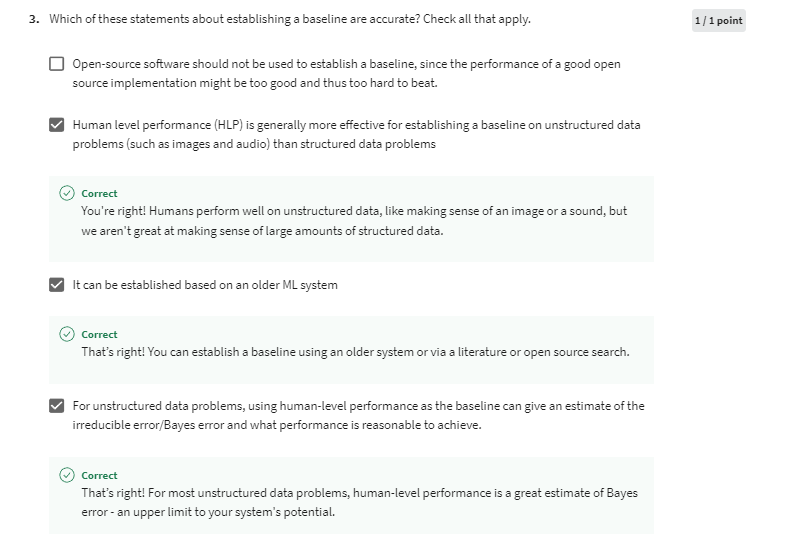 3. Which of these statements about establishing a baseline are accurate? Check all that apply.
1 / 1 point
Open-source software should not be used to establish a baseline, since the performance of a good open
source implementation might be too good and thus too hard to beat.
Human level performance (HLP) is generally more effective for establishing a baseline on unstructured data
problems (such as images and audio) than structured data problems
Correct
You're right! Humans perform well on unstructured data, like making sense of an image or a sound, but
we aren't great at making sense of large amounts of structured data.
It can be established based on an older ML system
Correct
That's right! You can establish a baseline using an older system or via a literature or open source search.
For unstructured data problems, using human-level performance as the baseline can give an estimate of the
irreducible error/Bayes error and what performance is reasonable to achieve.
Correct
That's right! For most unstructured data problems, human-level performance is a great estimate of Bayes
error - an upper limit to your system's potential.